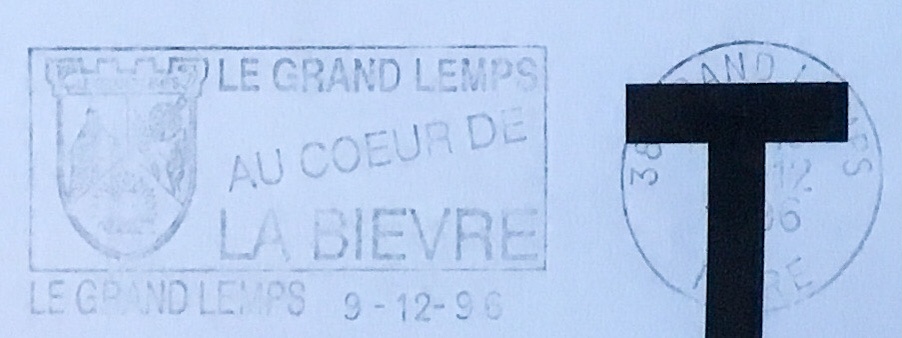 LE GRAND LEMPS
AU COEUR DE
LA BIEVRE
LE GRAND LEMPS 9-12-96